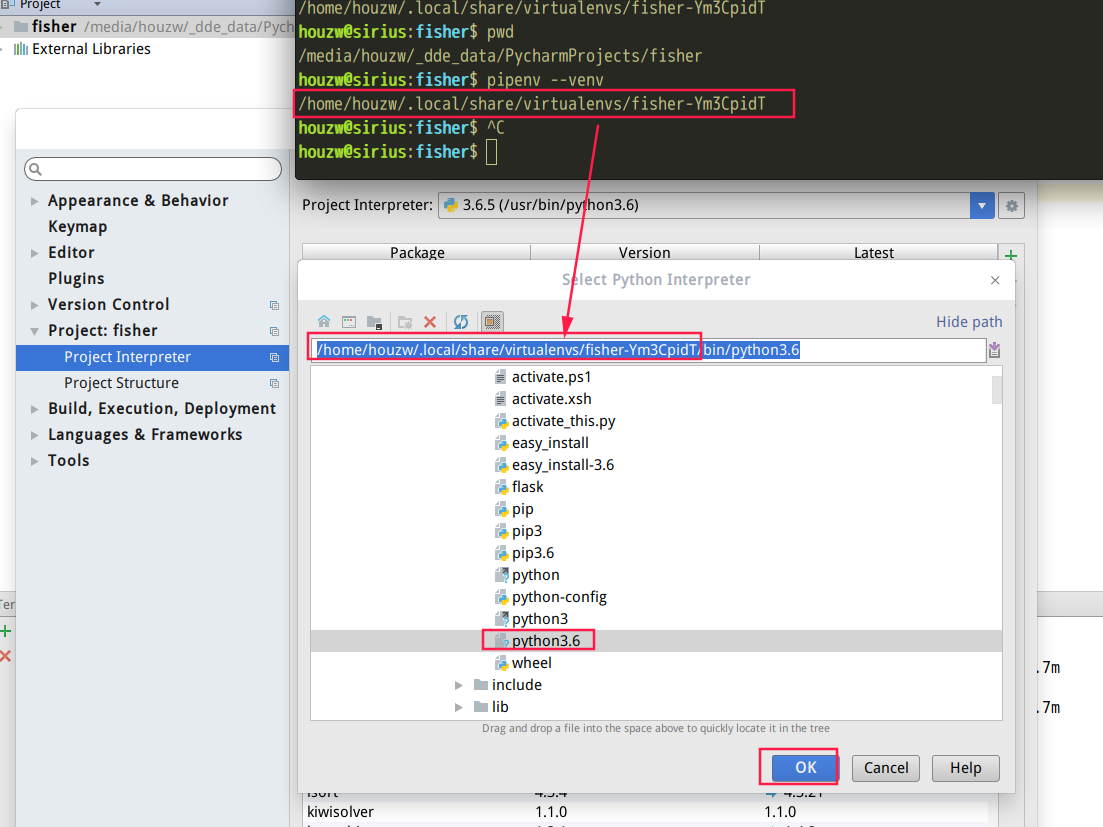 Project
fisher /media/houzw/_dde_data/Pych
External Libraries
/home/houzw/.local/share/virtualenvs/fisher-Ym3CpidT
houzw@sirius:fisher$ pwd
/media/houzw/_dde_data/PycharmProjects/fisher
houzw@sirius:fisher$ pipenv --venv
/home/houzw/.local/share/virtualenvs/fisher-Ym3CpidT
houzw@sirius:fisher$ ^C
houzw@sirius:fisher$
Appearance & Behavior
Keymap
Editor
Plugins
Version Control
Project: fisher
Project Interpreter
Project Structure
Build, Execution, Deployment
Languages & Frameworks
Tools
Project Interpreter: 3.6.5 (/usr/bin/python3.6)
Package Version Latest
Select Python Interpreter
Hide path
/home/houzw/.local/share/virtualenvs/fisher-Ym3CpidT/bin/python3.6
activate.ps1
activate.xsh
activate_this.py
easy_install
easy_install-3.6
flask
pip
pip3
pip3.6
python
python-config
python3
python3.6
wheel
include
lib
Drag and drop a file into the space above to quickly locate it in the tree
OK Cancel Help
kiwisolver 1.1.0 1.1.0
Ter
.7m
.7m